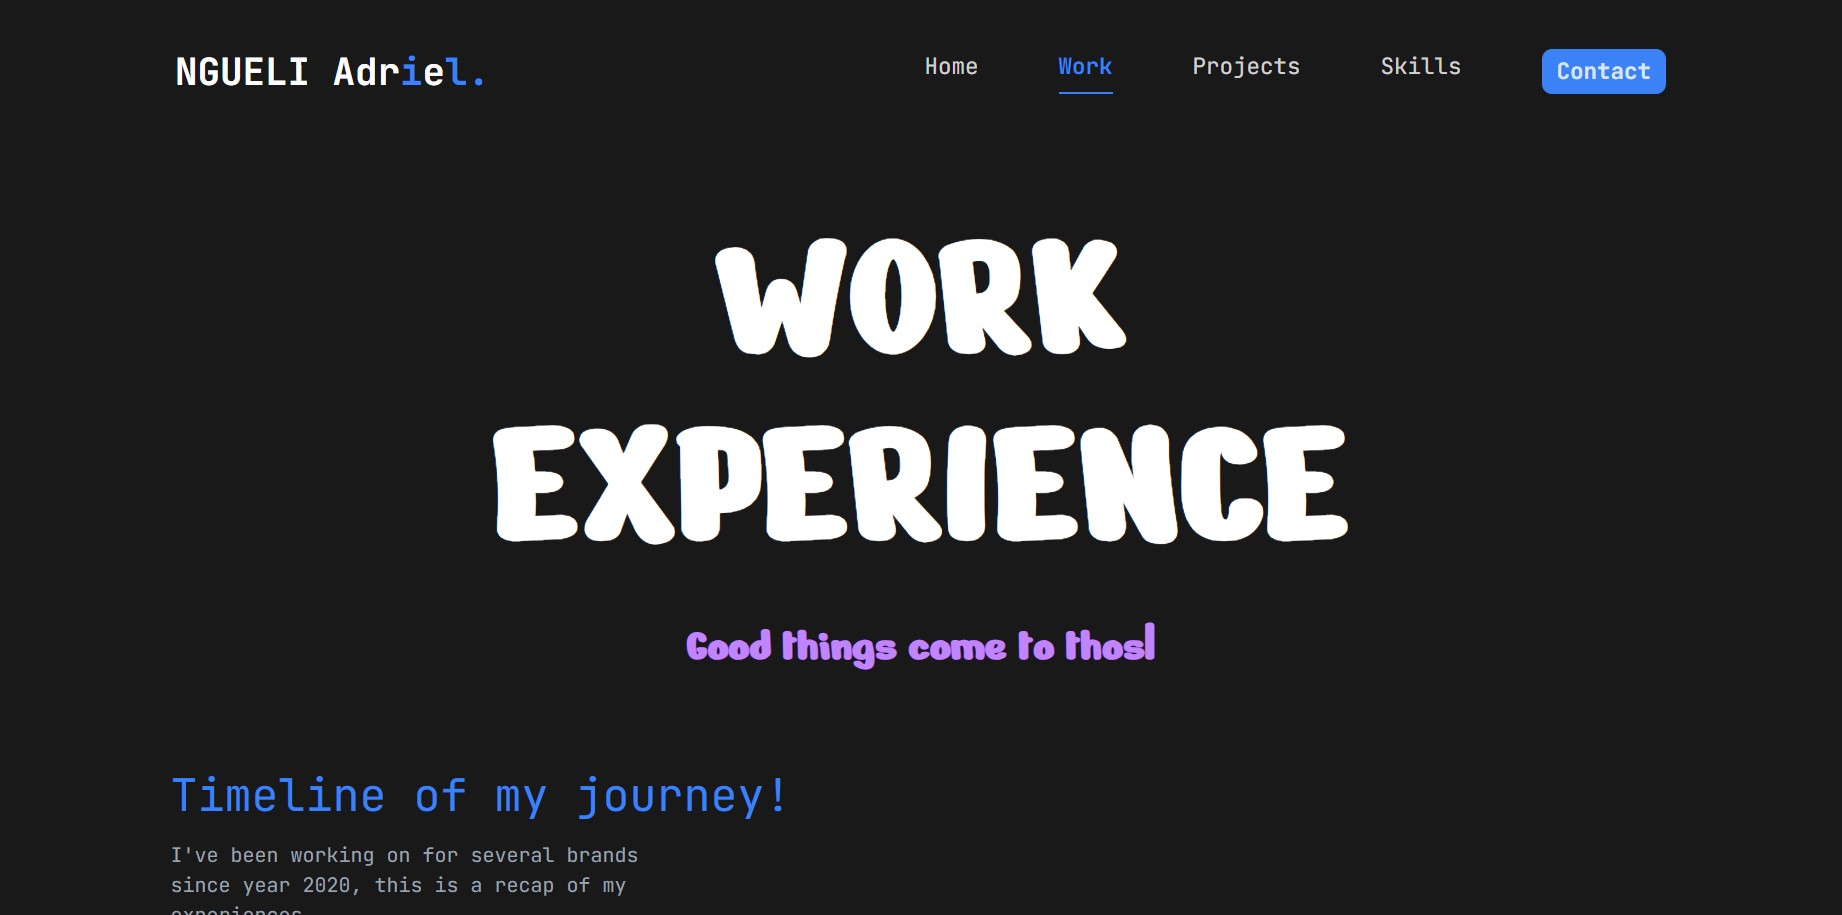 NGUELI Adriel.
Home Work Projects Skills Contact
WORK
EXPERIENCE
Good things come to thos
Timeline of my journey!
I've been working on for several brands
since year 2020, this is a recap of my
experiences.